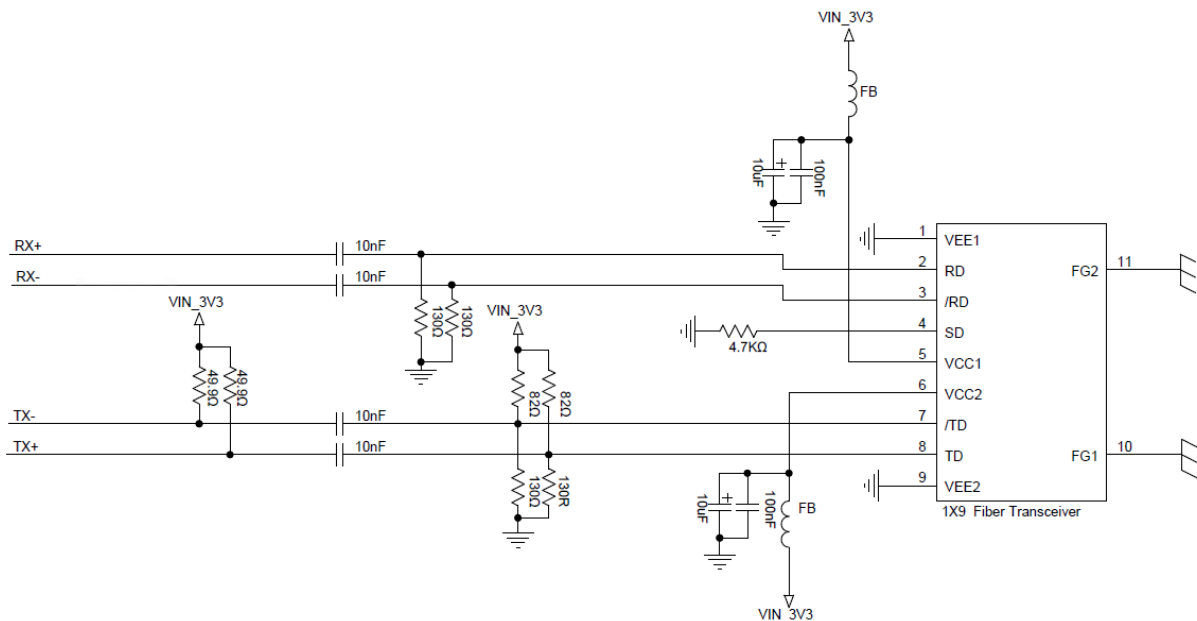 VIN_3V3
FB
10uF
100nF
1
VEE1
RX+
10nF
2
RD
FG2
11
RX-
10nF
3
/RD
VIN_3V3
VIN_3V3
130Ω
130Ω
4
SD
4.7KΩ
5
VCC1
49.9Ω
49.9Ω
82Ω
82Ω
6
VCC2
TX-
10nF
7
/TD
TX+
10nF
8
TD
FG1
10
130Ω
130R
9
VEE2
10uF
100nF
FB
1X9 Fiber Transceiver
VIN_3V3